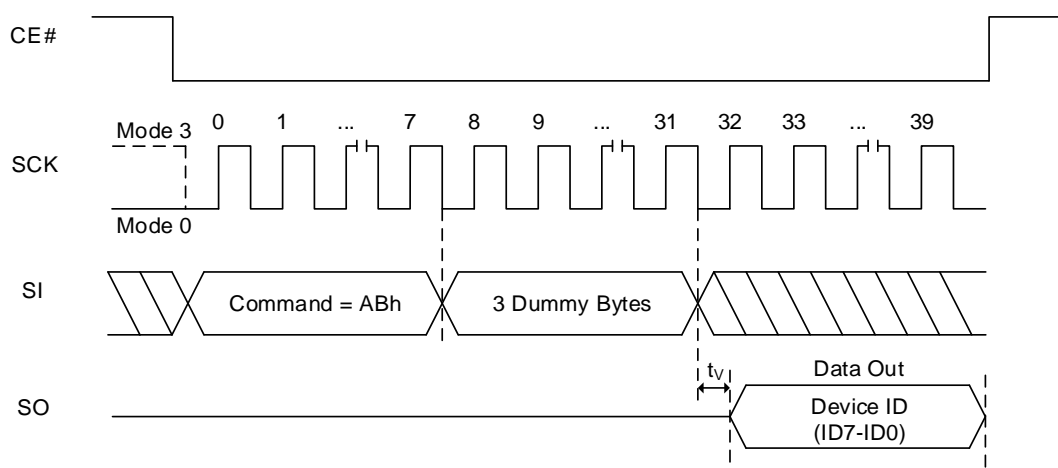 CE#
0 1 ... 7 8 9 ... 31 32 33 ... 39
Mode 3
SCK
Mode 0
SI
Command = ABh
3 Dummy Bytes
tV
Data Out
SO
Device ID
(ID7-ID0)